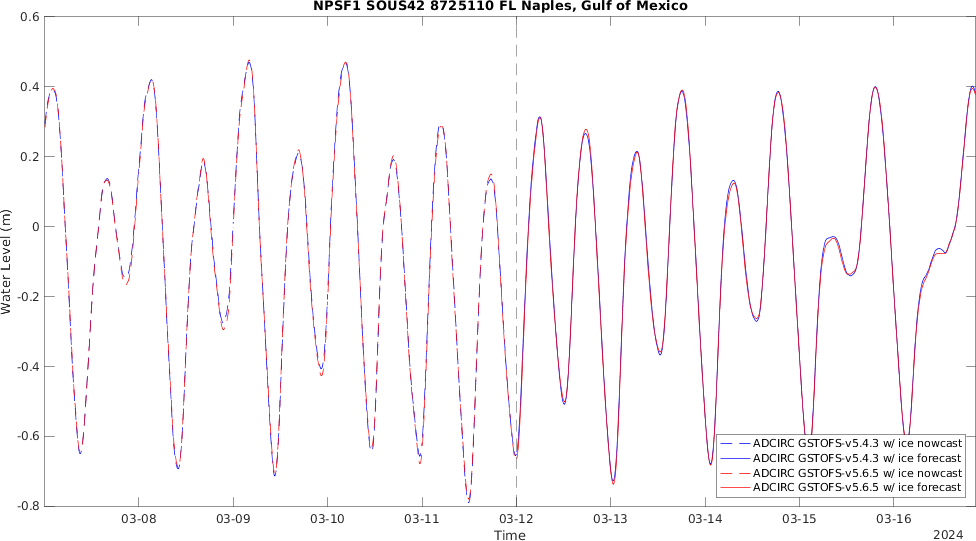 NPSF1 SOUS42 8725110 FL Naples, Gulf of Mexico
0.6
0.4
0.2
0
-0.2
-0.4
-0.6
-0.8
Water Level (m)
ADCIRC GSTOFS-v5.4.3 w/ ice nowcast
ADCIRC GSTOFS-v5.4.3 w/ ice forecast
ADCIRC GSTOFS-v5.6.5 w/ ice nowcast
ADCIRC GSTOFS-v5.6.5 w/ ice forecast
03-08 03-09 03-10 03-11 03-12 03-13 03-14 03-15 03-16
Time
2024